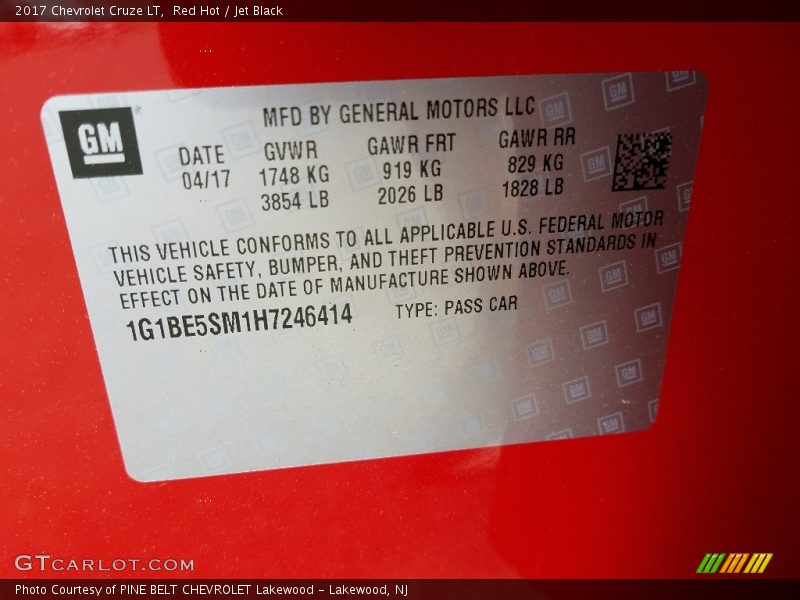 2017 Chevrolet Cruze LT,  Red Hot / Jet Black
GM
MFD BY GENERAL MOTORS LLC
DATE GVWR GAWR FRT GAWR RR
04/17 1748 KG 919 KG 829 KG
3854 LB 2026 LB 1828 LB
THIS VEHICLE CONFORMS TO ALL APPLICABLE U.S. FEDERAL MOTOR
VEHICLE SAFETY, BUMPER, AND THEFT PREVENTION STANDARDS IN
EFFECT ON THE DATE OF MANUFACTURE SHOWN ABOVE.
1G1BE5SM1H7246414 TYPE: PASS CAR
GTCARLOT.COM
Photo Courtesy of PINE BELT CHEVROLET Lakewood - Lakewood, NJ